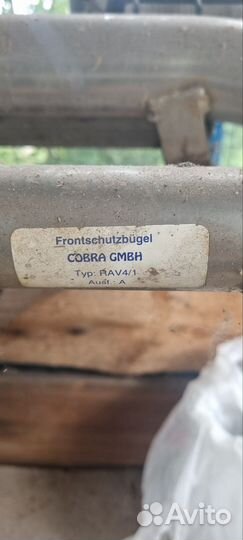 Frontschutzbügel
COBRA GMBH
Typ: RAV4/1
Ausf.: A
Avito